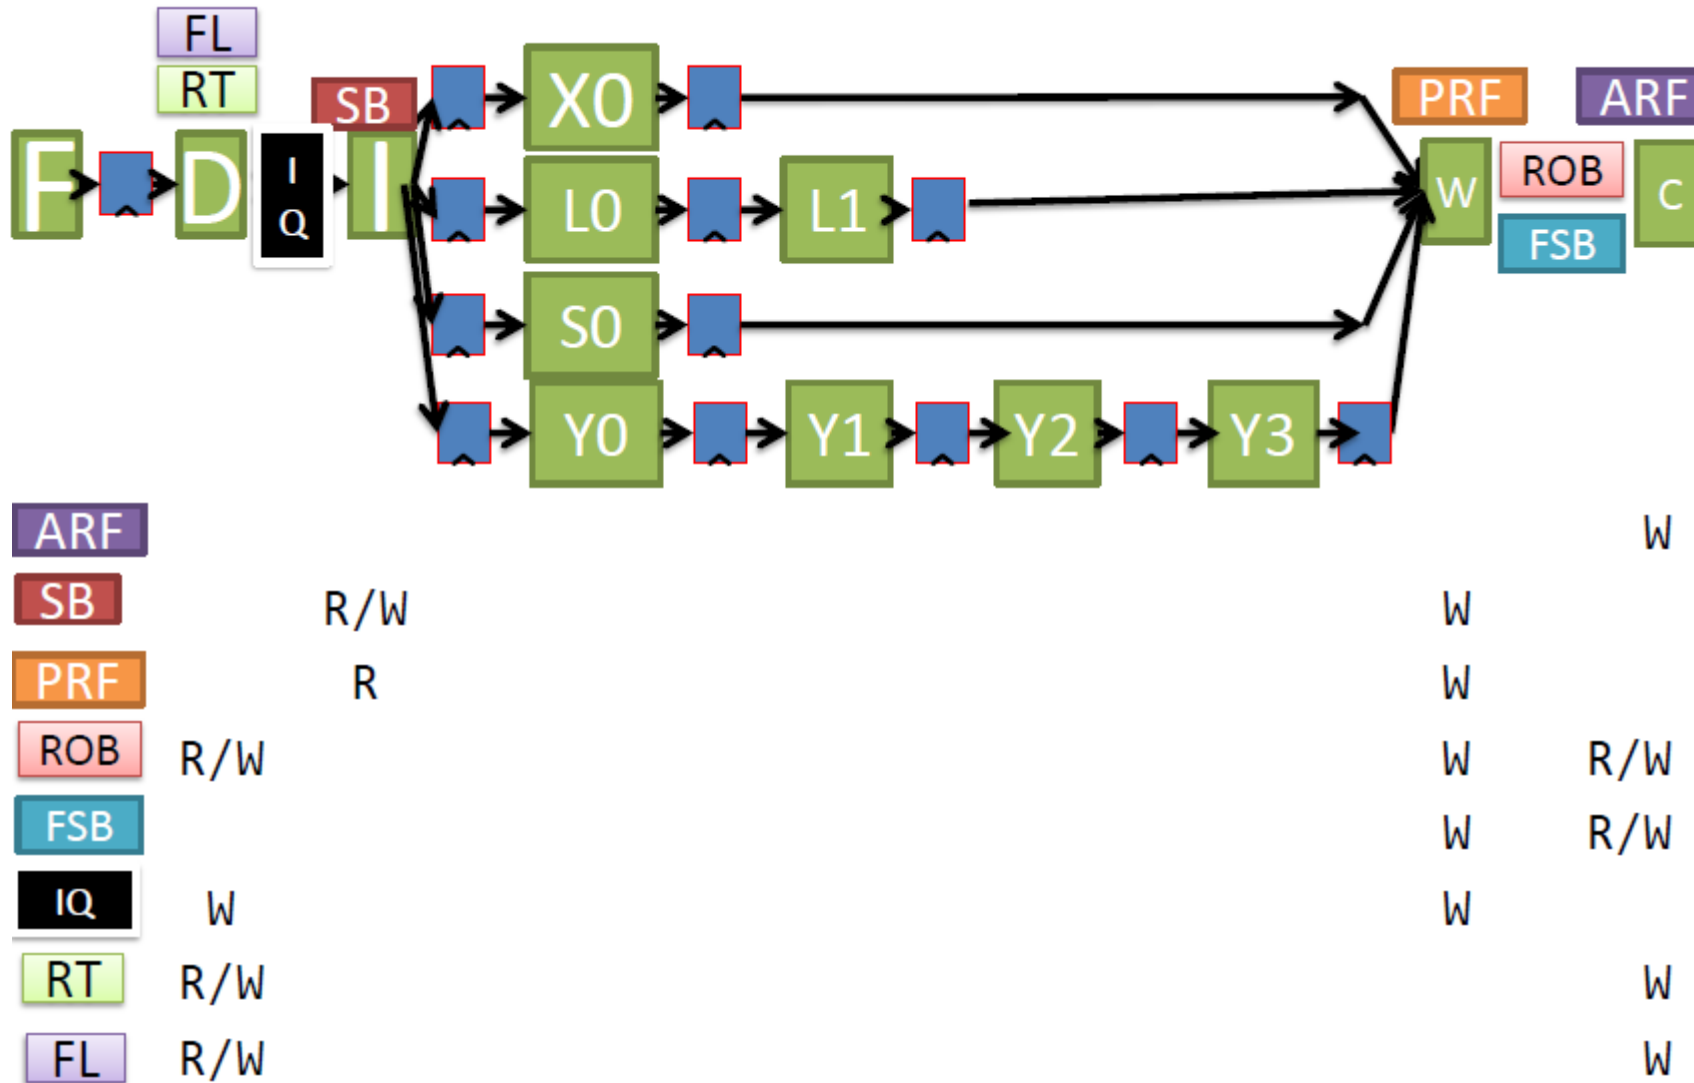 FL
RT
SB
X0
PRF
ARF
F
D
I
Q
I
L0
L1
W
ROB
C
FSB
S0
Y0
Y1
Y2
Y3
ARF W
SB R/W W
PRF R W
ROB R/W W R/W
FSB W R/W
IQ W W
RT R/W W
FL R/W W